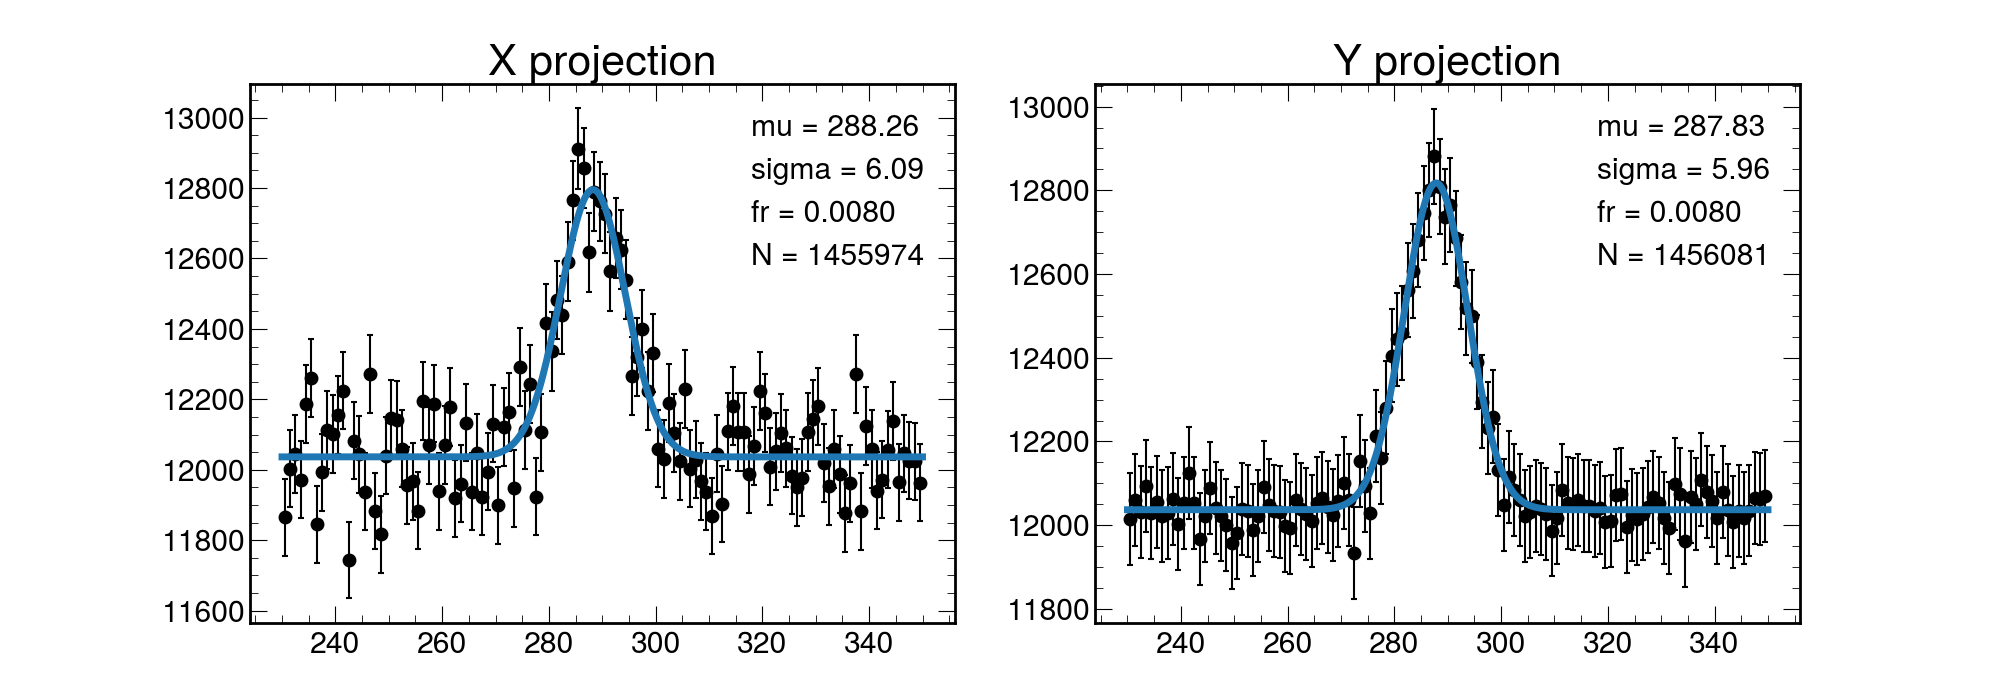 X projection
mu = 288.26
sigma = 6.09
fr = 0.0080
N = 1455974
13000
12800
12600
12400
12200
12000
11800
11600
240 260 280 300 320 340
Y projection
mu = 287.83
sigma = 5.96
fr = 0.0080
N = 1456081
13000
12800
12600
12400
12200
12000
11800
240 260 280 300 320 340